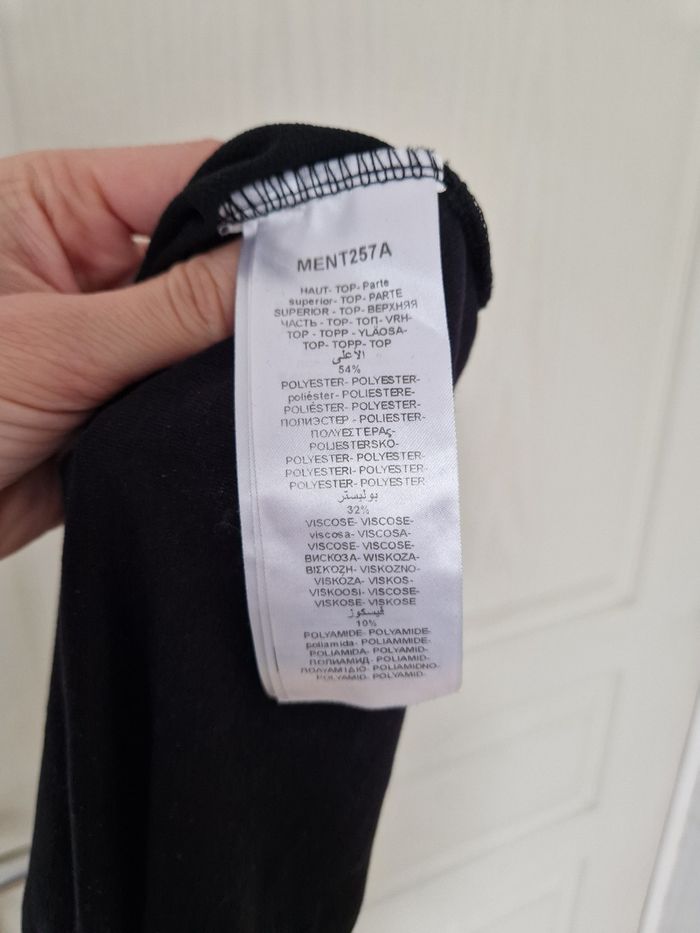 MENT257A
HAUT- TOP- Parte
superior- TOP- PARTE
SUPERIOR - TOP- ВЕРХНЯЯ
ЧАСТЬ - TOP- ТОП- VRH-
TOP - TOPP - YLÄOSA-
TOP- TOPP- TOP
الأعلى
54%
POLYESTER- POLYESTER-
poliéster- POLIESTERE-
POLIÉSTER- POLYESTER-
ПОЛИЭСТЕР - POLIESTER-
ΠΟΛΥΕΣΤΕΡΑς-
POLJESTERSKO-
POLYESTER- POLYESTER-
POLYESTERI- POLYESTER-
POLYESTER- POLYESTER
بوليستر
32%
VISCOSE- VISCOSE-
viscosa- VISCOSA-
VISCOSE- VISCOSE-
ВИСКОЗА- WISKOZA-
ΒΙΣΚΟΖΗ- VISKOZNO-
VISKÓZA- VISKOS-
VISKOOSI- VISCOSE-
VISKOSE- VISKOSE
فيسكوز
10%
POLYAMIDE- POLYAMIDE-
poliamida- POLIAMMIDE-
POLIAMIDA- POLYAMID-
ПОЛИАМИД- POLIAMID-
ΠΟΛΥΑΜΙΔΙΟ- POLIAMIDNO-
POLYAMID- POLYAMID-